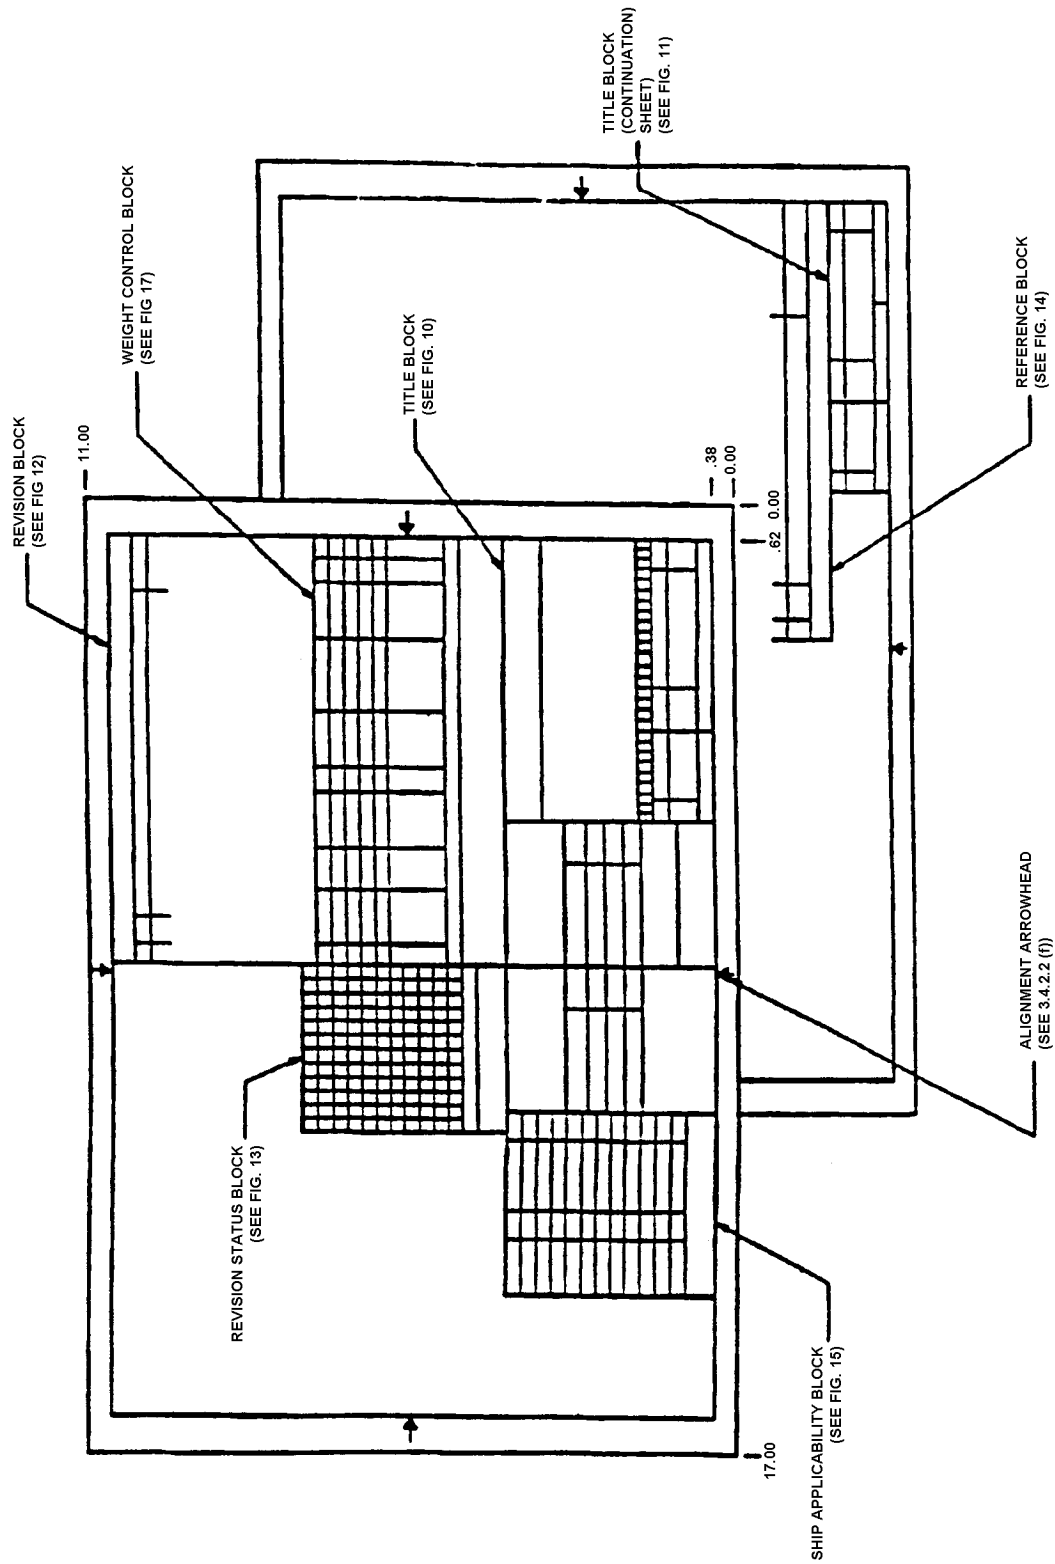 REVISION BLOCK
(SEE FIG 12)
11.00
WEIGHT CONTROL BLOCK
(SEE FIG 17)
TITLE BLOCK
(SEE FIG. 10)
TITLE BLOCK
(CONTINUATION)
SHEET)
(SEE FIG. 11)
.38
0.00
0.00
.62
REFERENCE BLOCK
(SEE FIG. 14)
REVISION STATUS BLOCK
(SEE FIG. 13)
ALIGNMENT ARROWHEAD
(SEE 3.4.2.2 (f))
17.00
SHIP APPLICABILITY BLOCK
(SEE FIG. 15)